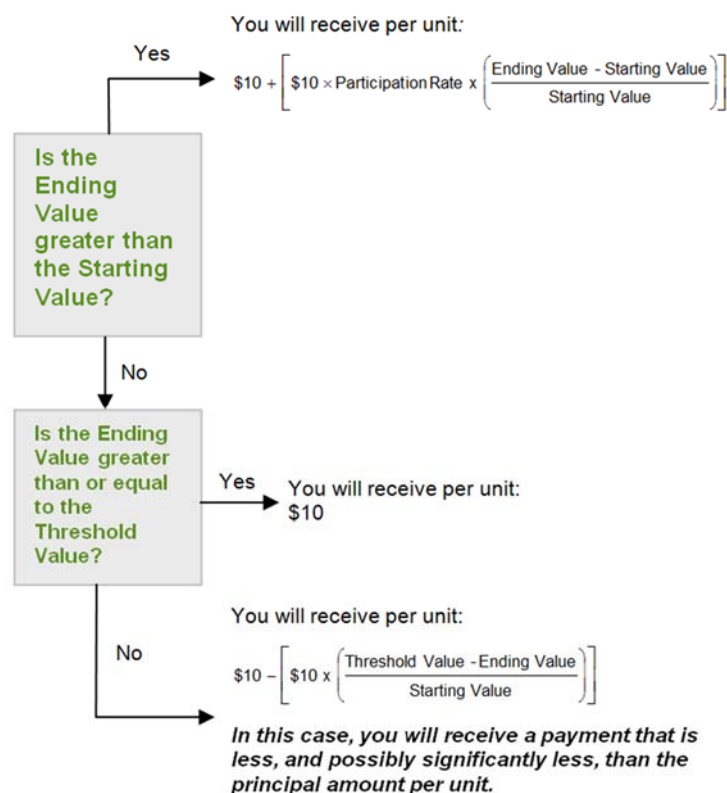 You will receive per unit:
Yes
$10 + [ $10 × Participation Rate x ( Ending Value - Starting Value
Starting Value ) ]
Is the
Ending
Value
greater than
the Starting
Value?
No
Is the Ending
Value greater
than or equal
to the
Threshold
Value?
Yes
You will receive per unit:
$10
You will receive per unit:
No
$10 – [ $10 x ( Threshold Value - Ending Value
Starting Value ) ]
In this case, you will receive a payment that is
less, and possibly significantly less, than the
principal amount per unit.